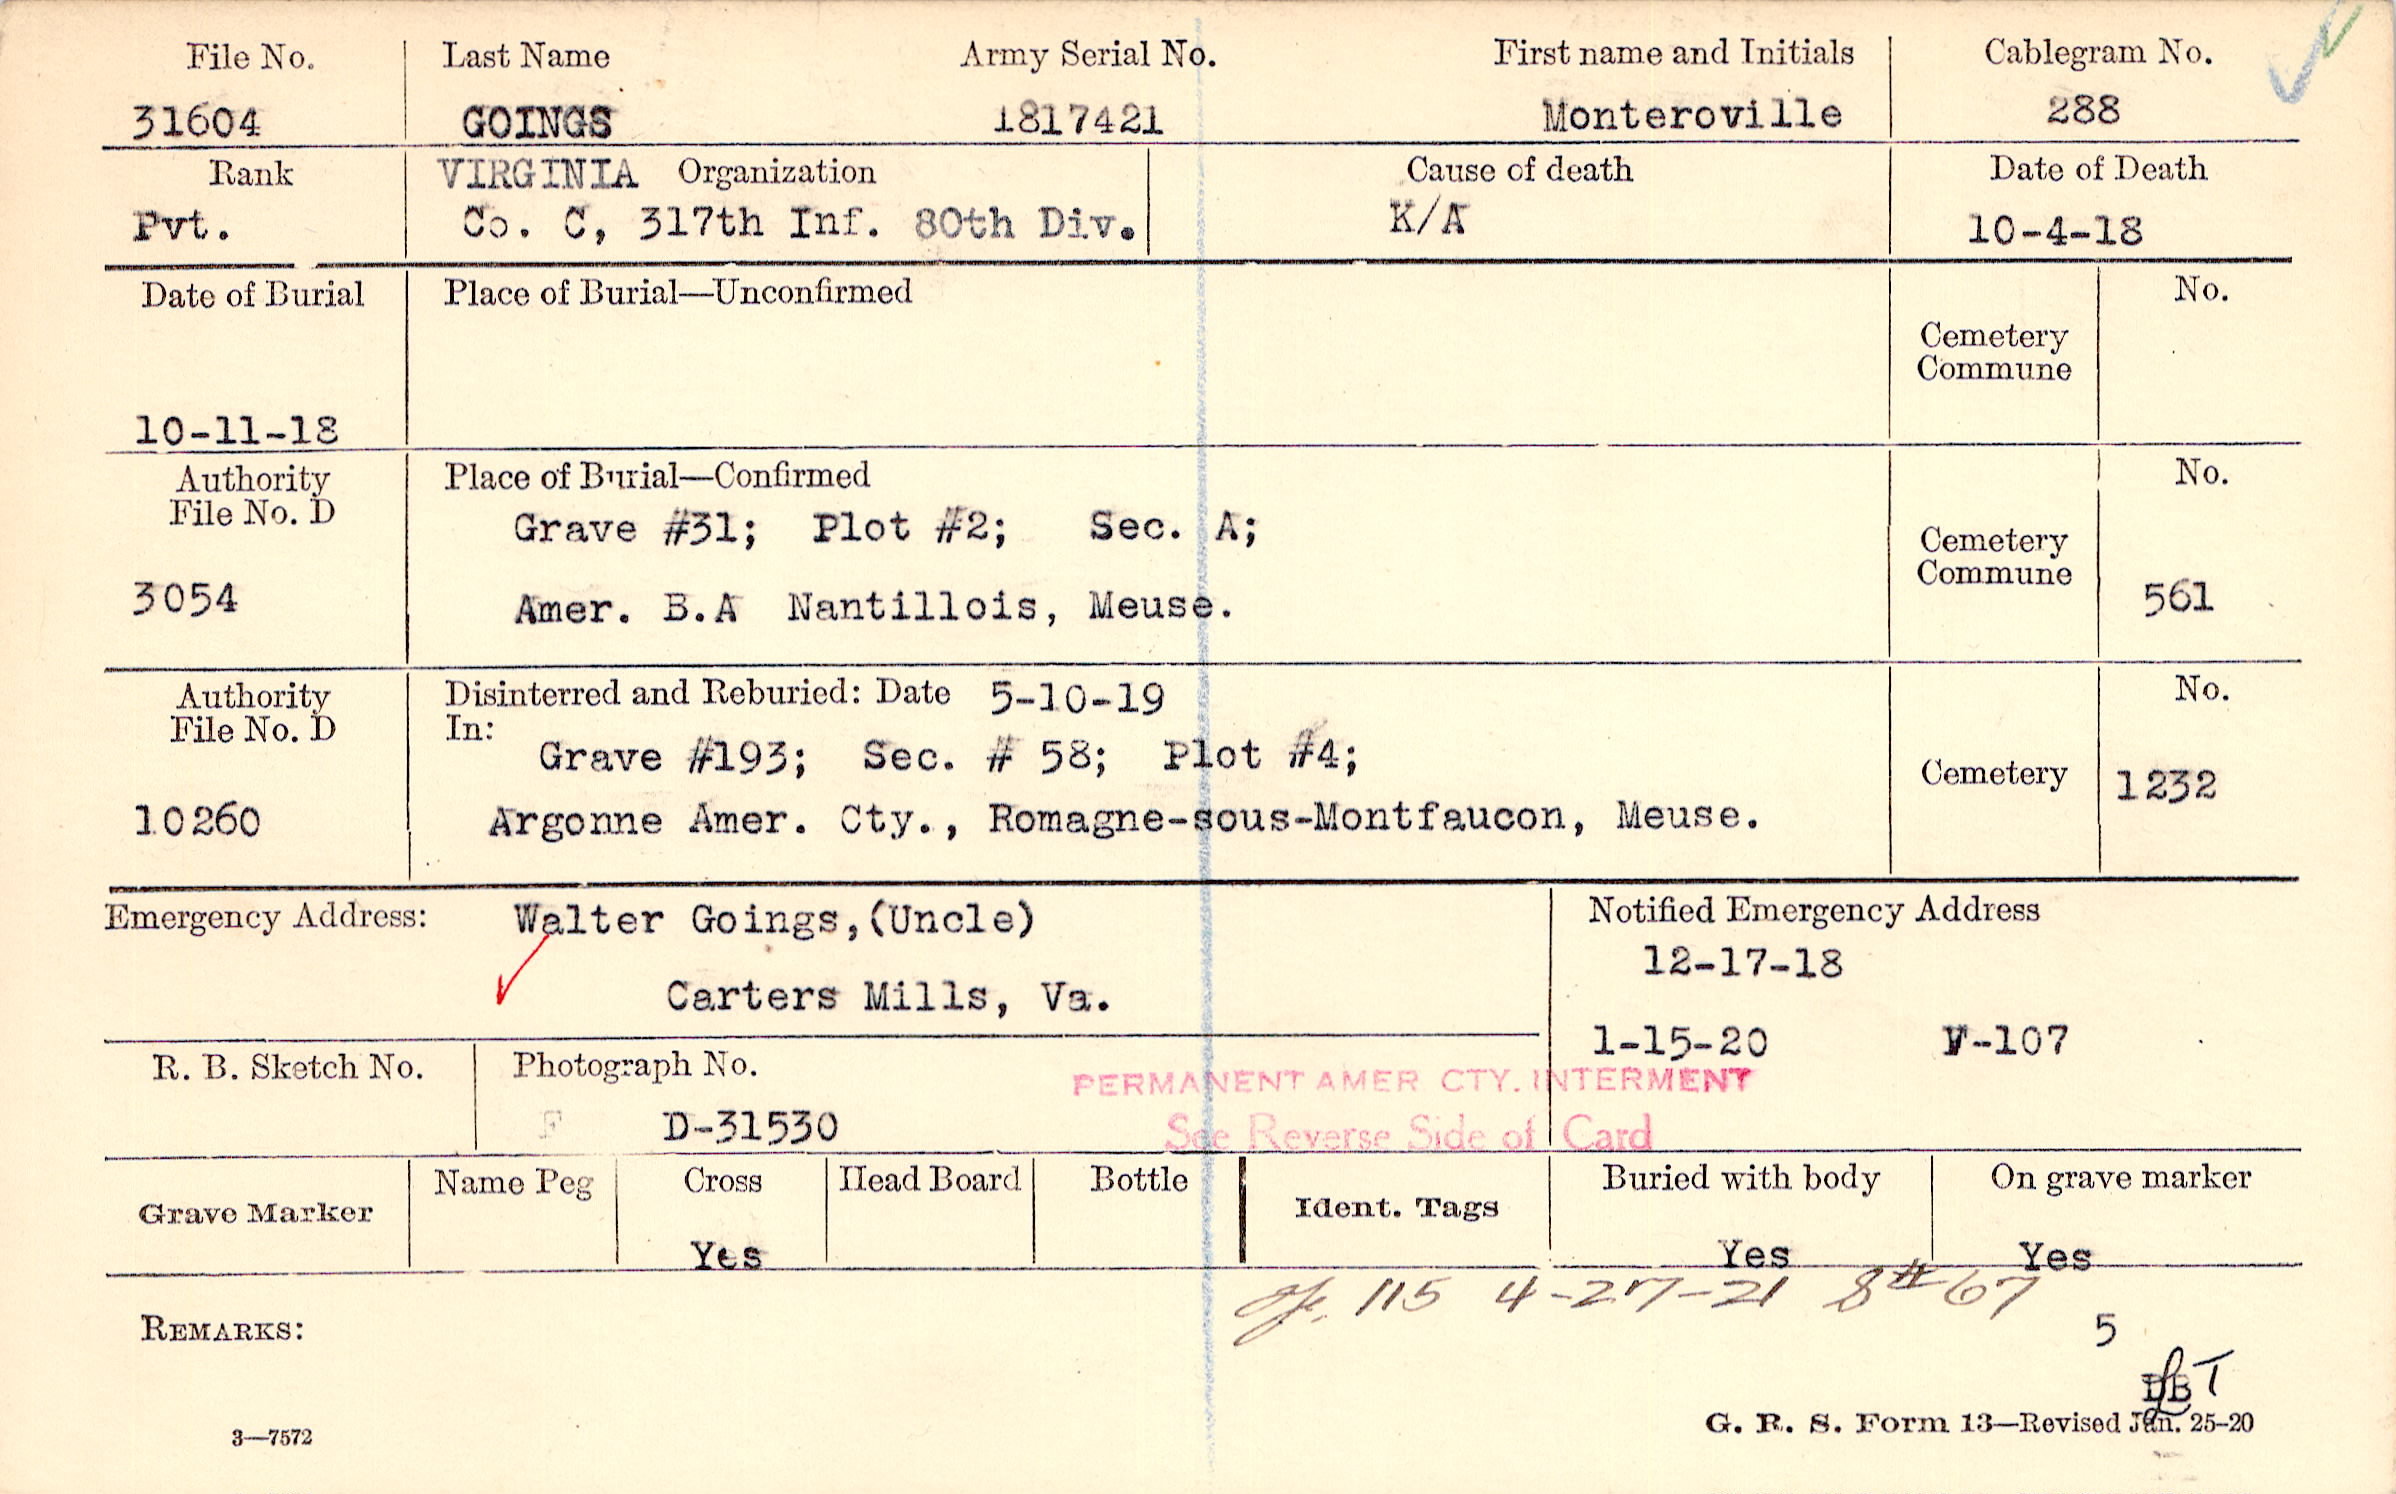 File No. Last Name Army Serial No. First name and Initials Cablegram No.
31604 GOINGS 1817421 Monteroville 288
Rank VIRGINIA Organization Cause of death Date of Death
Pvt. Co. C, 317th Inf. 80th Div. K/A 10-4-18
Date of Burial Place of Burial—Unconfirmed No.
Cemetery
Commune
10-11-18
Authority Place of Burial—Confirmed No.
File No. D
Grave #31; Plot #2; Sec. A;
Cemetery
Commune
3054 Amer. B.A Nantillois, Meuse. 561
Authority Disinterred and Reburied: Date 5-10-19 No.
File No. D In:
Grave #193; Sec. # 58; Plot #4;
Cemetery 1232
10260 Argonne Amer. Cty., Romagne-sous-Montfaucon, Meuse.
Emergency Address: Walter Goings,(Uncle) Notified Emergency Address
12-17-18
Carters Mills, Va.
1-15-20 V-107
R. B. Sketch No. Photograph No.
PERMANENT AMER CTY. INTERMENT
F D-31530
See Reverse Side of Card
Grave Marker Name Peg Cross Head Board Bottle Ident. Tags Buried with body On grave marker
Yes Yes Yes
115 4-27-21 8# 67
REMARKS: 5
T
3—7572 G. R. S. Form 13—Revised Jan. 25-20